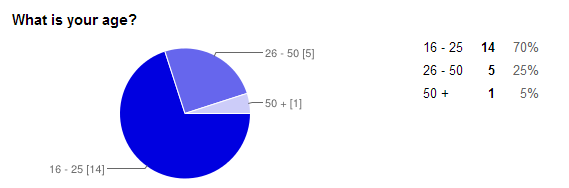 What is your age?
26 - 50 [5]
50 + [1]
16 - 25 [14]
16 - 25 14 70%
26 - 50 5 25%
50 + 1 5%